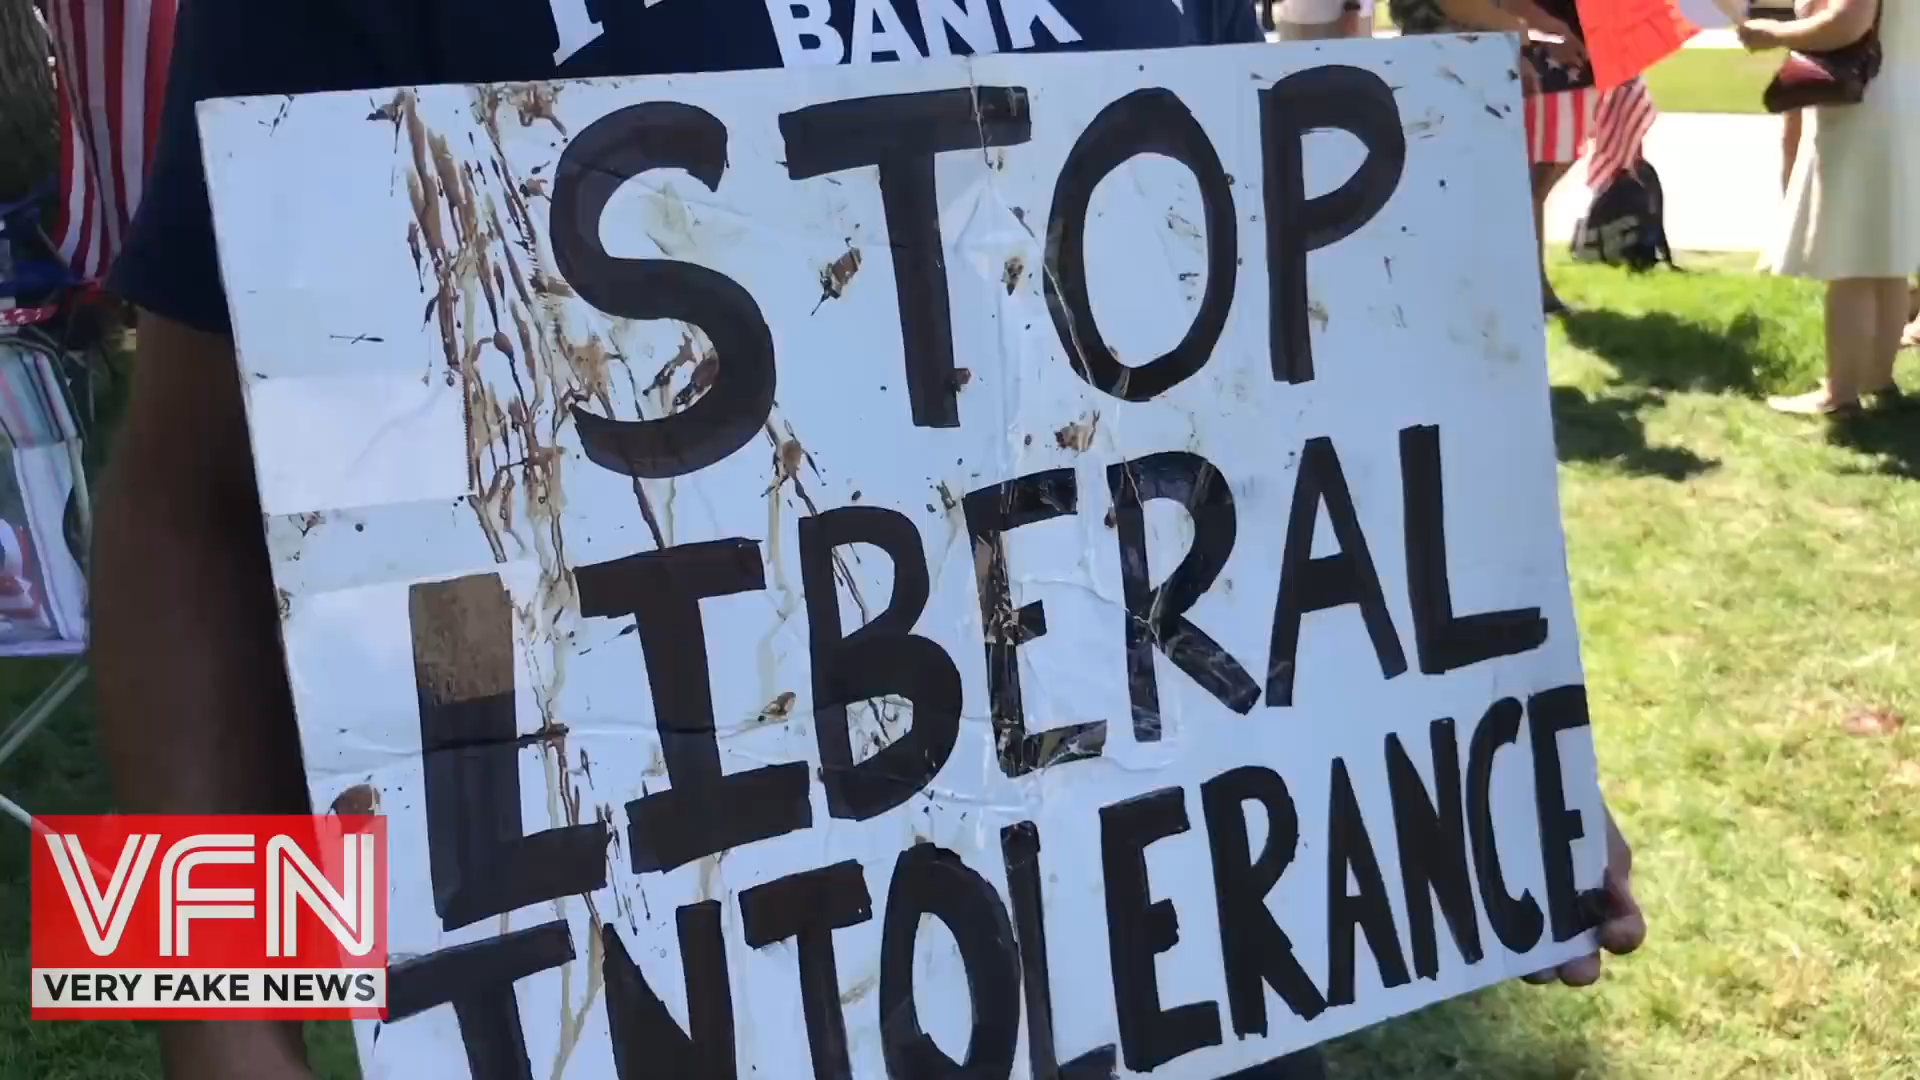 BANK
STOP
LIBERAL
INTOLERANCE
VFN
VERY FAKE NEWS